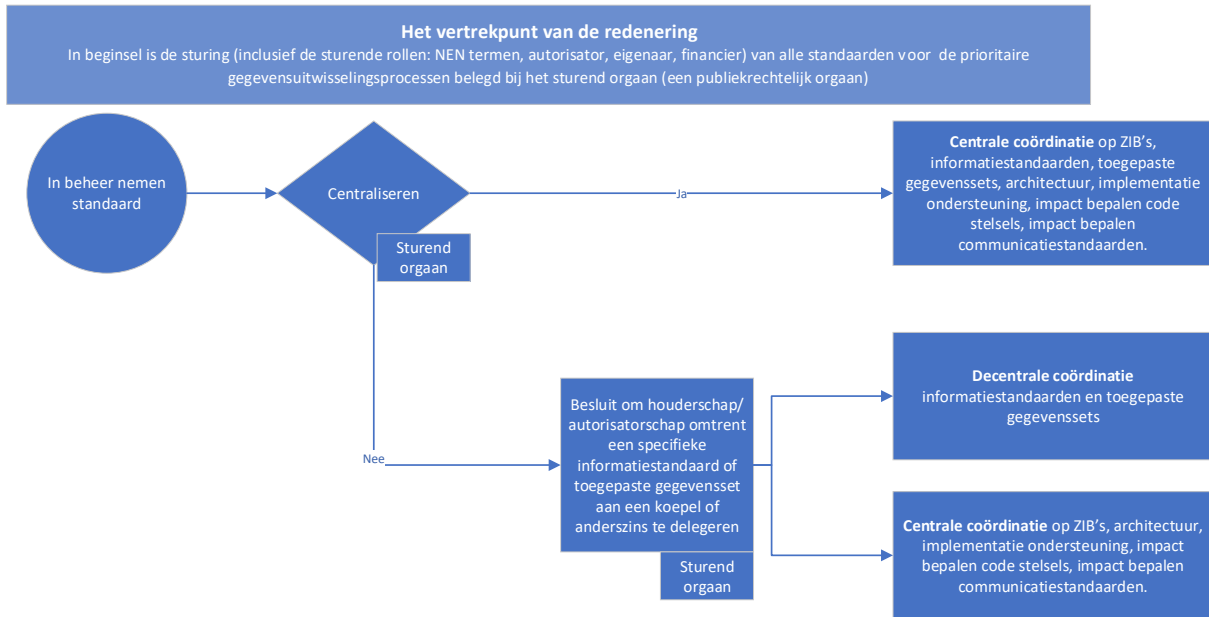 Het vertrekpunt van de redenering
In beginsel is de sturing (inclusief de sturende rollen: NEN termen, autorisator, eigenaar, financier) van alle standaarden voor de prioritaire
gegevensuitwisselingsprocessen belegd bij het sturend orgaan (een publiekrechtelijk orgaan)
In beheer nemen
standaard
Centraliseren
Sturend
orgaan
Ja
Centrale coördinatie op ZIB's,
informatiestandaarden, toegepaste
gegevenssets, architectuur, implementatie
ondersteuning, impact bepalen code
stelsels, impact bepalen
communicatiestandaarden.
Nee
Besluit om houderschap/
autorisatorschap omtrent
een specifieke
informatiestandaard of
toegepaste gegevensset
aan een koepel of
anderszins te delegeren
Sturend
orgaan
Decentrale coördinatie
informatiestandaarden en toegepaste
gegevenssets
Centrale coördinatie op ZIB's, architectuur,
implementatie ondersteuning, impact
bepalen code stelsels, impact bepalen
communicatiestandaarden.